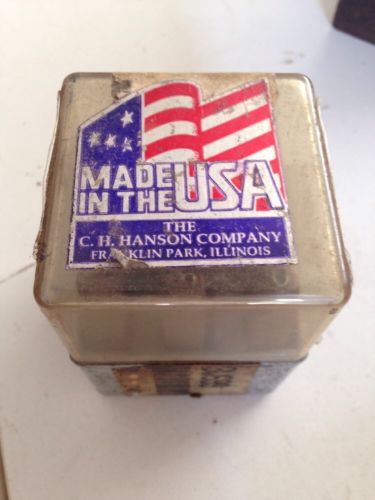 MADE
IN THE USA
THE
C. H. HANSON COMPANY
FRANKLIN PARK, ILLINOIS